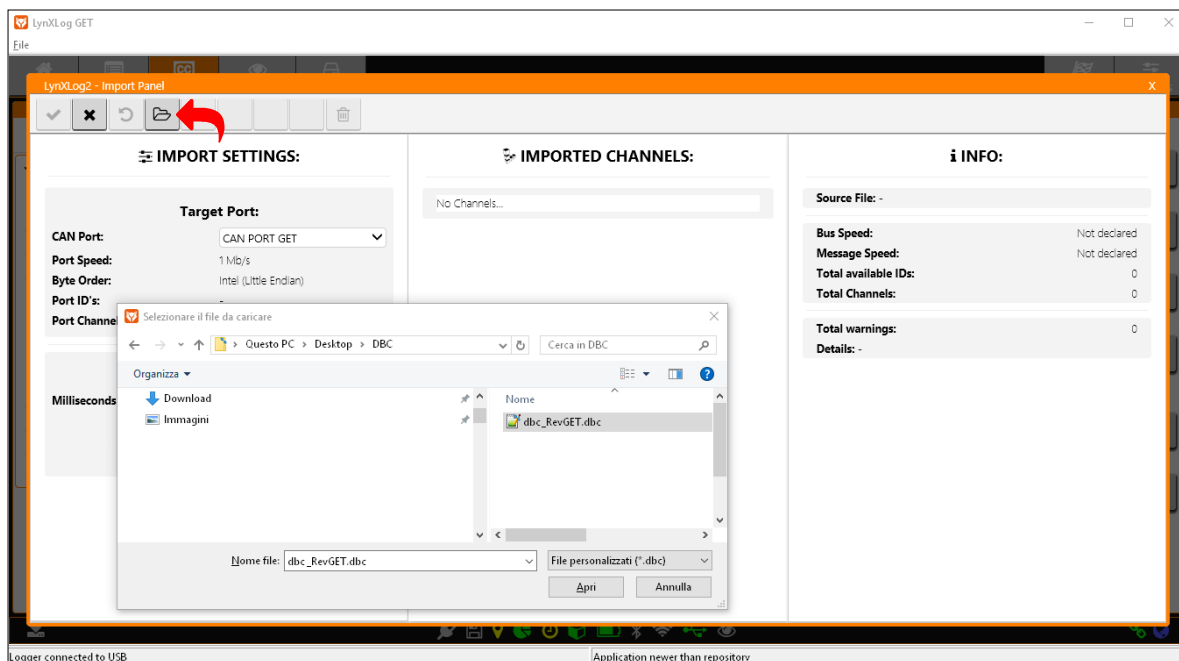 LynXLog GET
File
LynXLog2 - Import Panel
X
IMPORT SETTINGS:
Target Port:
CAN Port:
CAN PORT GET
Port Speed:
1 Mb/s
Byte Order:
Intel (Little Endian)
Port ID's:
-
Port Channe
Milliseconds
IMPORTED CHANNELS:
No Channels...
INFO:
Source File: -
Bus Speed:
Not declared
Message Speed:
Not declared
Total available IDs:
0
Total Channels:
0
Total warnings:
0
Details: -
Selezionare il file da caricare
Questo PC > Desktop > DBC
Cerca in DBC
Organizza
Download
Immagini
Nome
dbc_RevGET.dbc
Nome file:
dbc_RevGET.dbc
File personalizzati (*.dbc)
Apri
Annulla
Logger connected to USB
Application newer than repository